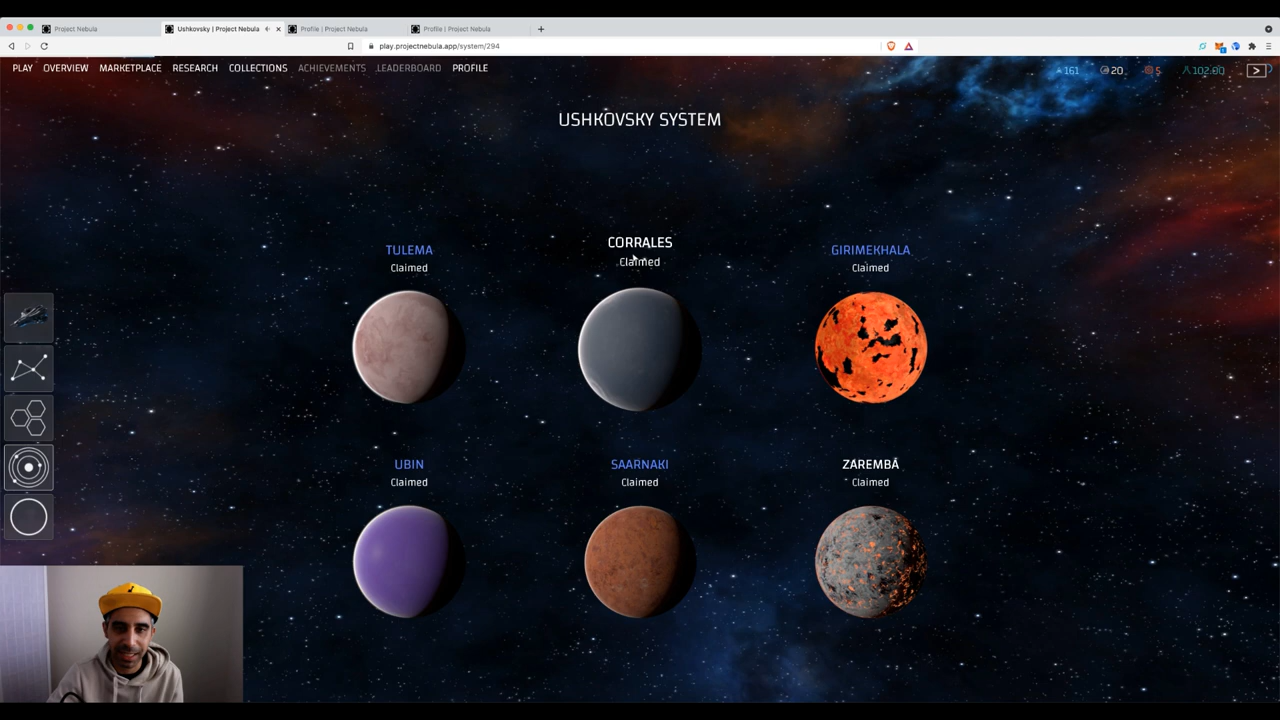 Project Nebula
Ushkovsky | Project Nebula
Profile | Project Nebula
Profile | Project Nebula
play.projectnebula.app/system/294
PLAY OVERVIEW MARKETPLACE RESEARCH COLLECTIONS ACHIEVEMENTS LEADERBOARD PROFILE
161 20 5 102.00
USHKOVSKY SYSTEM
TULEMA
Claimed
CORRALES
Claimed
GIRIMEKHALA
Claimed
UBIN
Claimed
SAARNAKI
Claimed
ZAREMBA
Claimed